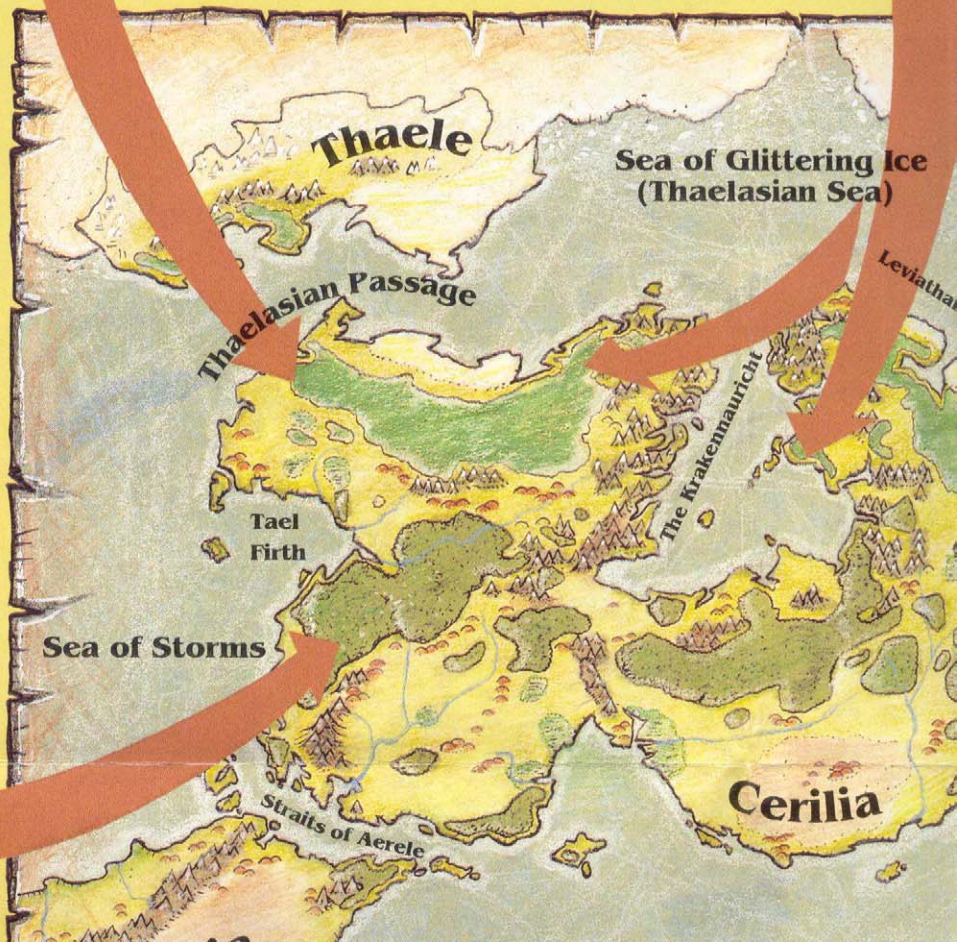 Thaele
Sea of Glittering Ice
(Thaelasian Sea)
Thaelasian Passage
The Krakennauricht
Tael
Firth
Sea of Storms
Straits of Aerele
Cerilia